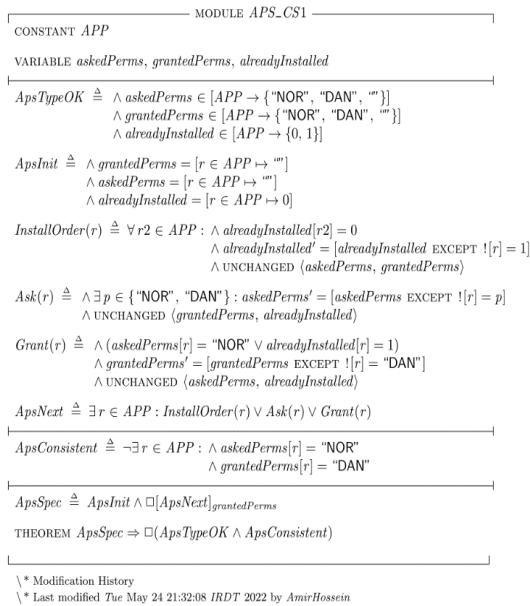 MODULE APS_CS1
CONSTANT APP
VARIABLE askedPerms, grantedPerms, alreadyInstalled
ApsTypeOK ≜ ∧ askedPerms ∈ [APP → {“NOR”, “DAN”, “”}]
∧ grantedPerms ∈ [APP → {“NOR”, “DAN”, “”}]
∧ alreadyInstalled ∈ [APP → {0, 1}]
ApsInit ≜ ∧ grantedPerms = [r ∈ APP ↦ “”]
∧ askedPerms = [r ∈ APP ↦ “”]
∧ alreadyInstalled = [r ∈ APP ↦ 0]
InstallOrder(r) ≜ ∀ r2 ∈ APP : ∧ alreadyInstalled[r2] = 0
∧ alreadyInstalled′ = [alreadyInstalled EXCEPT ![r] = 1]
∧ UNCHANGED ⟨askedPerms, grantedPerms⟩
Ask(r) ≜ ∧ ∃ p ∈ {“NOR”, “DAN”} : askedPerms′ = [askedPerms EXCEPT ![r] = p]
∧ UNCHANGED ⟨grantedPerms, alreadyInstalled⟩
Grant(r) ≜ ∧ (askedPerms[r] = “NOR” ∨ alreadyInstalled[r] = 1)
∧ grantedPerms′ = [grantedPerms EXCEPT ![r] = “DAN”]
∧ UNCHANGED ⟨askedPerms, alreadyInstalled⟩
ApsNext ≜ ∃ r ∈ APP : InstallOrder(r) ∨ Ask(r) ∨ Grant(r)
ApsConsistent ≜ ¬∃ r ∈ APP : ∧ askedPerms[r] = “NOR”
∧ grantedPerms[r] = “DAN”
ApsSpec ≜ ApsInit ∧ □[ApsNext]grantedPerms
THEOREM ApsSpec ⇒ □(ApsTypeOK ∧ ApsConsistent)
\* Modification History
\* Last modified Tue May 24 21:32:08 IRDT 2022 by AmirHossein